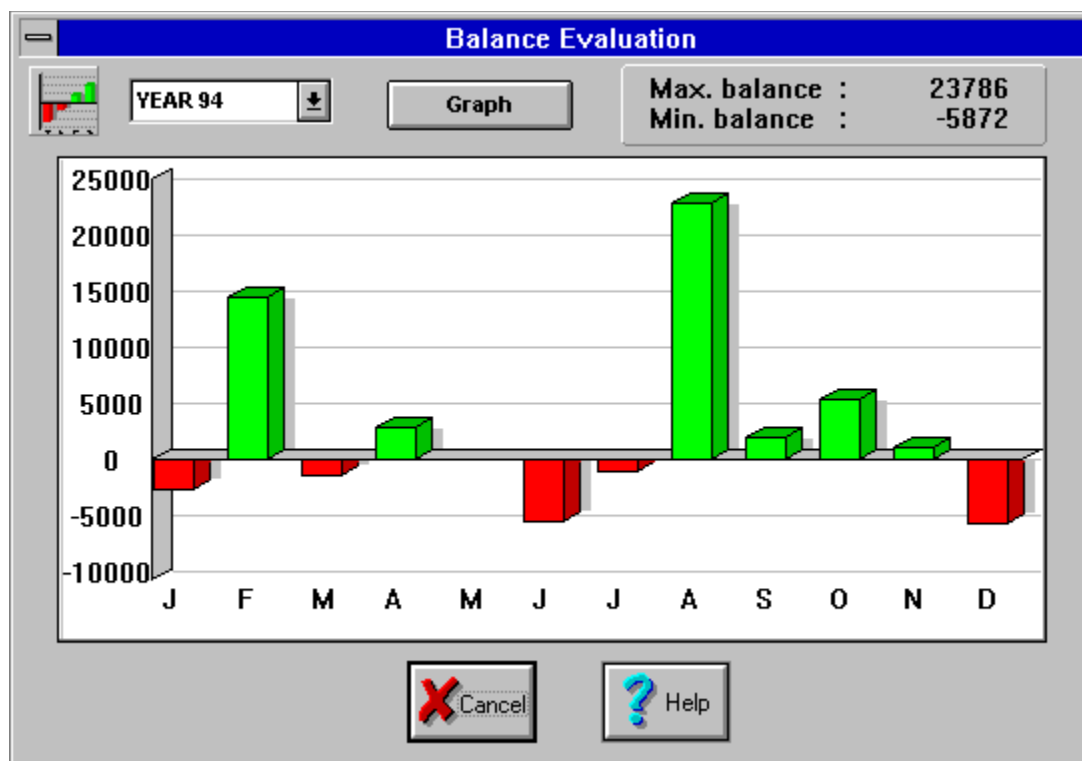 Balance Evaluation
YEAR 94
Graph
Max. balance : 23786
Min. balance : -5872
25000
20000
15000
10000
5000
0
-5000
-10000
J F M A M J J A S O N D
Cancel
Help